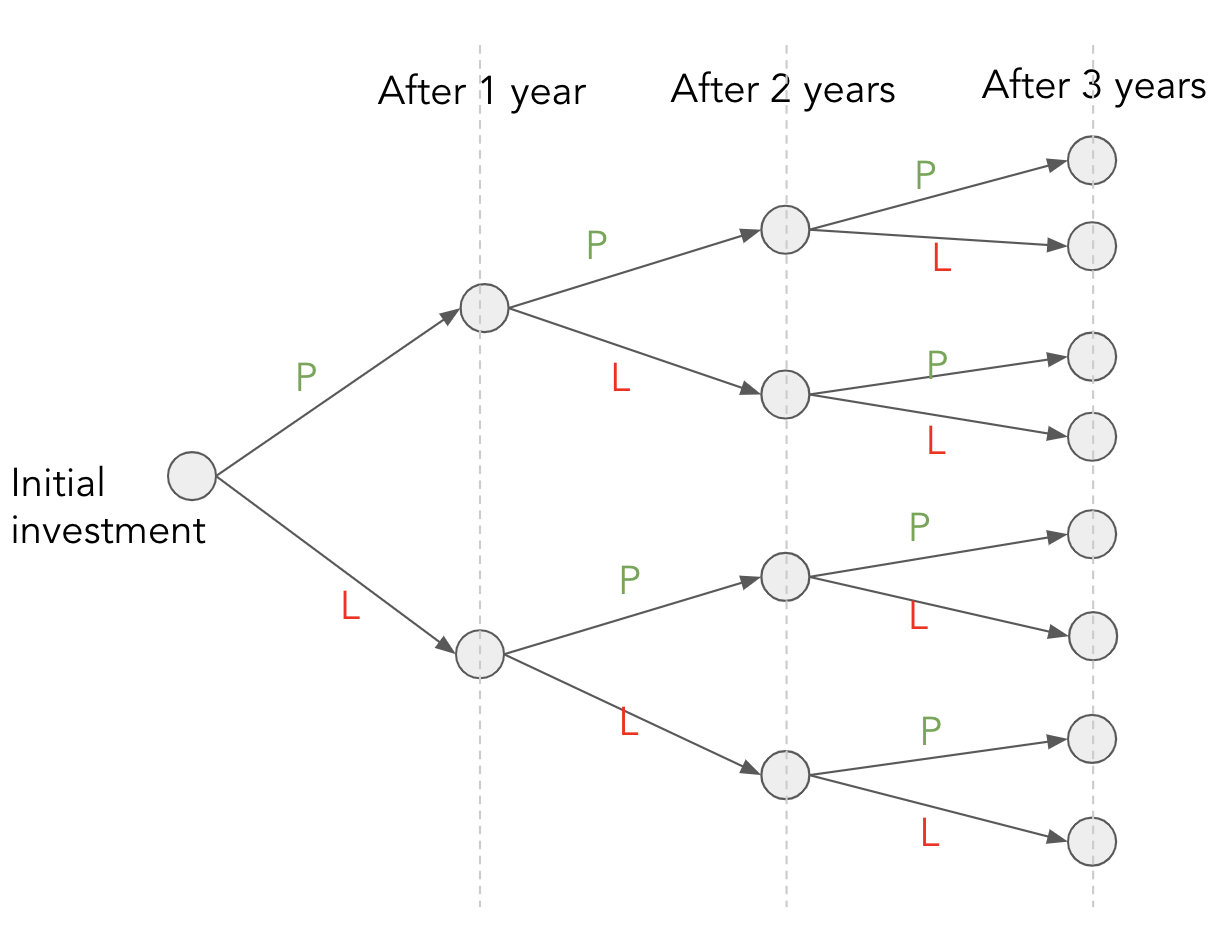 After 1 year
After 2 years
After 3 years
P
L
P
L
P
L
P
L
P
L
P
L
P
L
Initial
investment